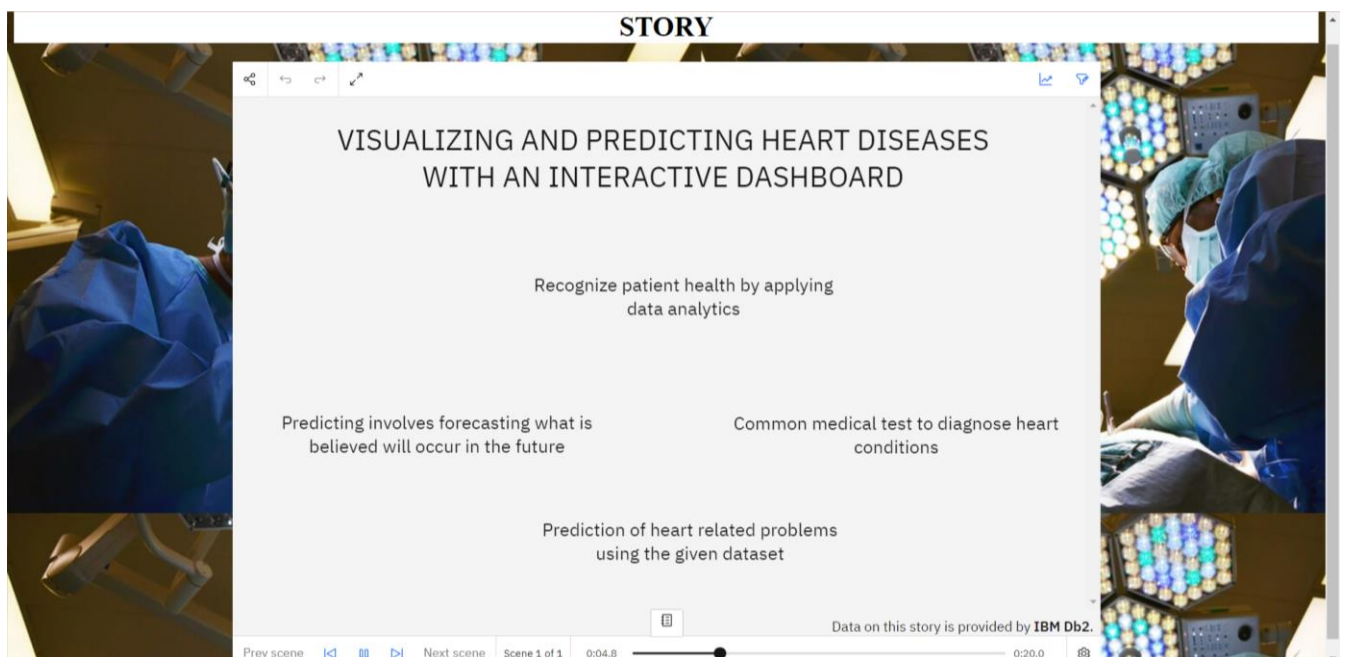 STORY
VISUALIZING AND PREDICTING HEART DISEASES
WITH AN INTERACTIVE DASHBOARD
Recognize patient health by applying
data analytics
Predicting involves forecasting what is
believed will occur in the future
Common medical test to diagnose heart
conditions
Prediction of heart related problems
using the given dataset
Data on this story is provided by IBM Db2.
Prev scene Next scene Scene 1 of 1 0:04.8 0:20.0